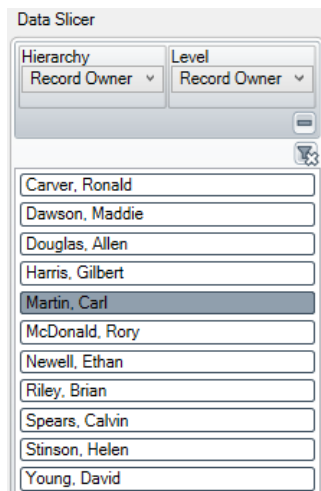 Data Slicer
Hierarchy Level
Record Owner Record Owner
Carver, Ronald
Dawson, Maddie
Douglas, Allen
Harris, Gilbert
Martin, Carl
McDonald, Rory
Newell, Ethan
Riley, Brian
Spears, Calvin
Stinson, Helen
Young, David